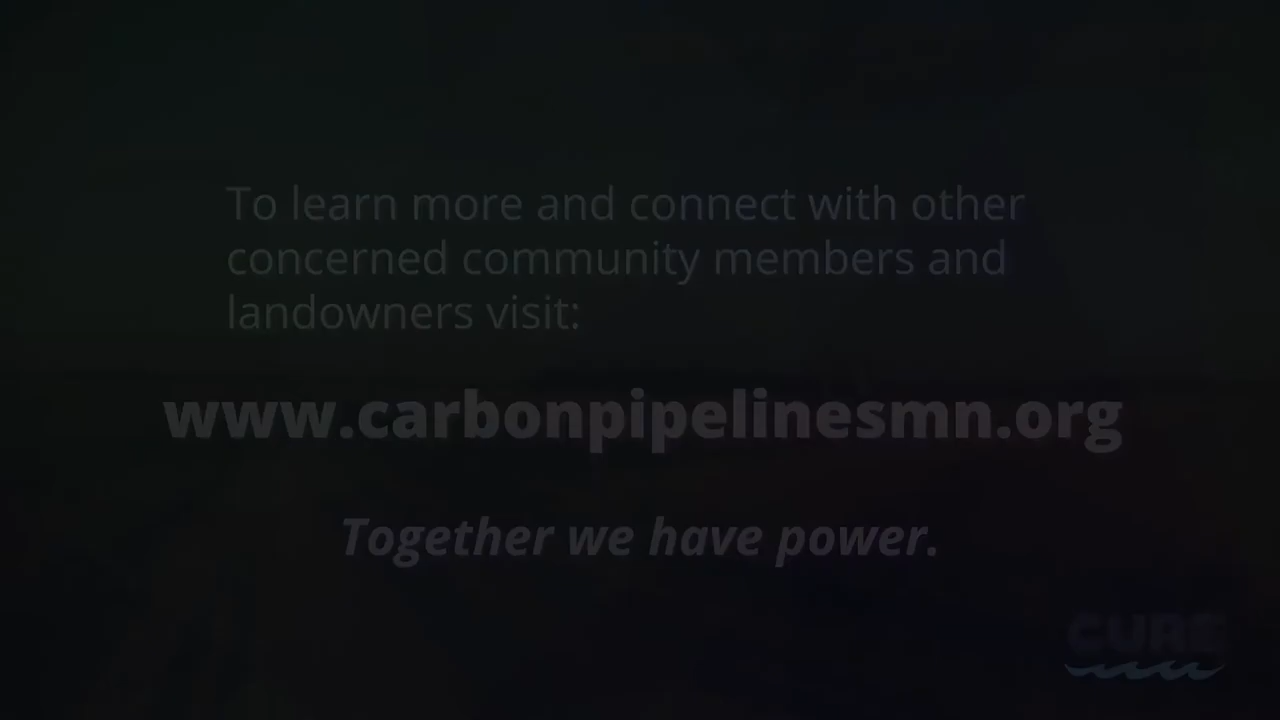 To learn more and connect with other
concerned community members and
landowners visit:
www.carbonpipelinesmn.org
Together we have power.
CURE